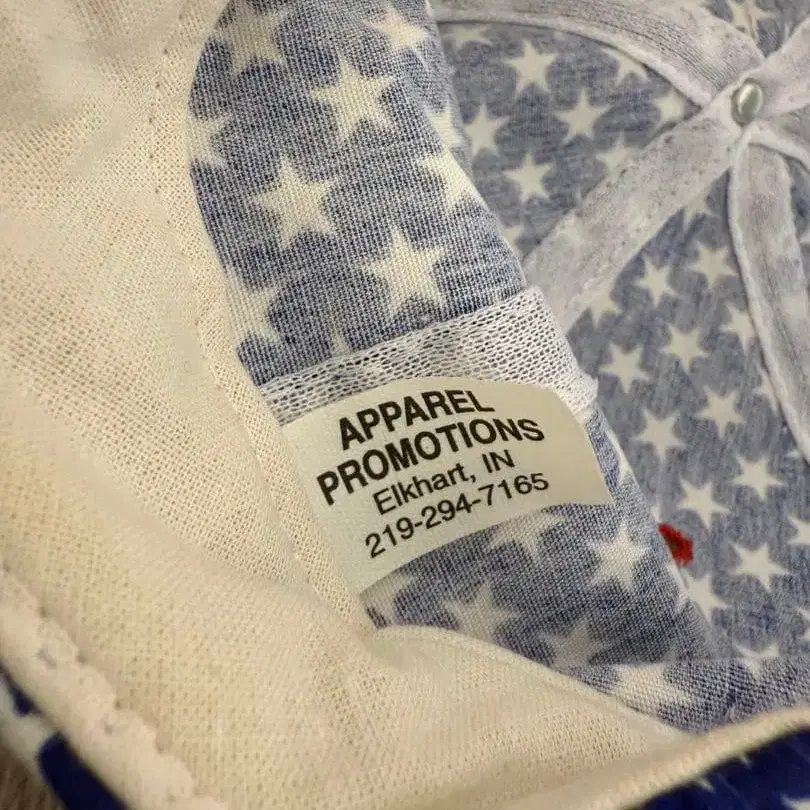 APPAREL
PROMOTIONS
Elkhart, IN
219-294-7165